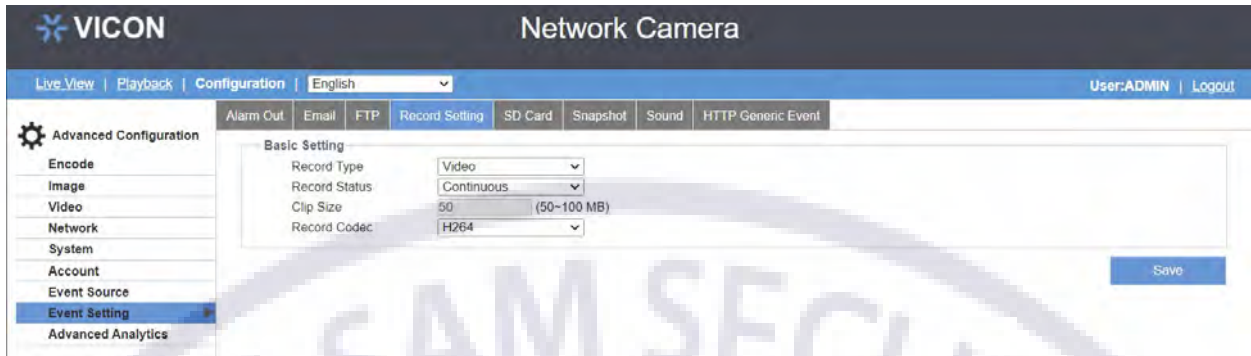 VICON
Network Camera
Live View | Playback | Configuration | English
User:ADMIN | Logout
Alarm Out Email FTP Record Setting SD Card Snapshot Sound HTTP Generic Event
Advanced Configuration
Encode
Image
Video
Network
System
Account
Event Source
Event Setting
Advanced Analytics
Basic Setting
Record Type Video
Record Status Continuous
Clip Size 50 (50~100 MB)
Record Codec H264
Save